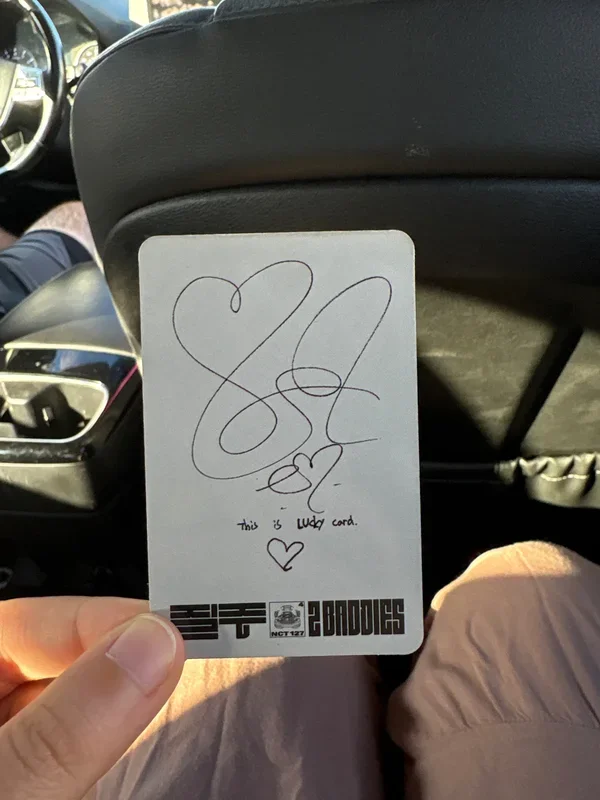 This is Lucky card.
질주 NCT 127 2 BADDIES